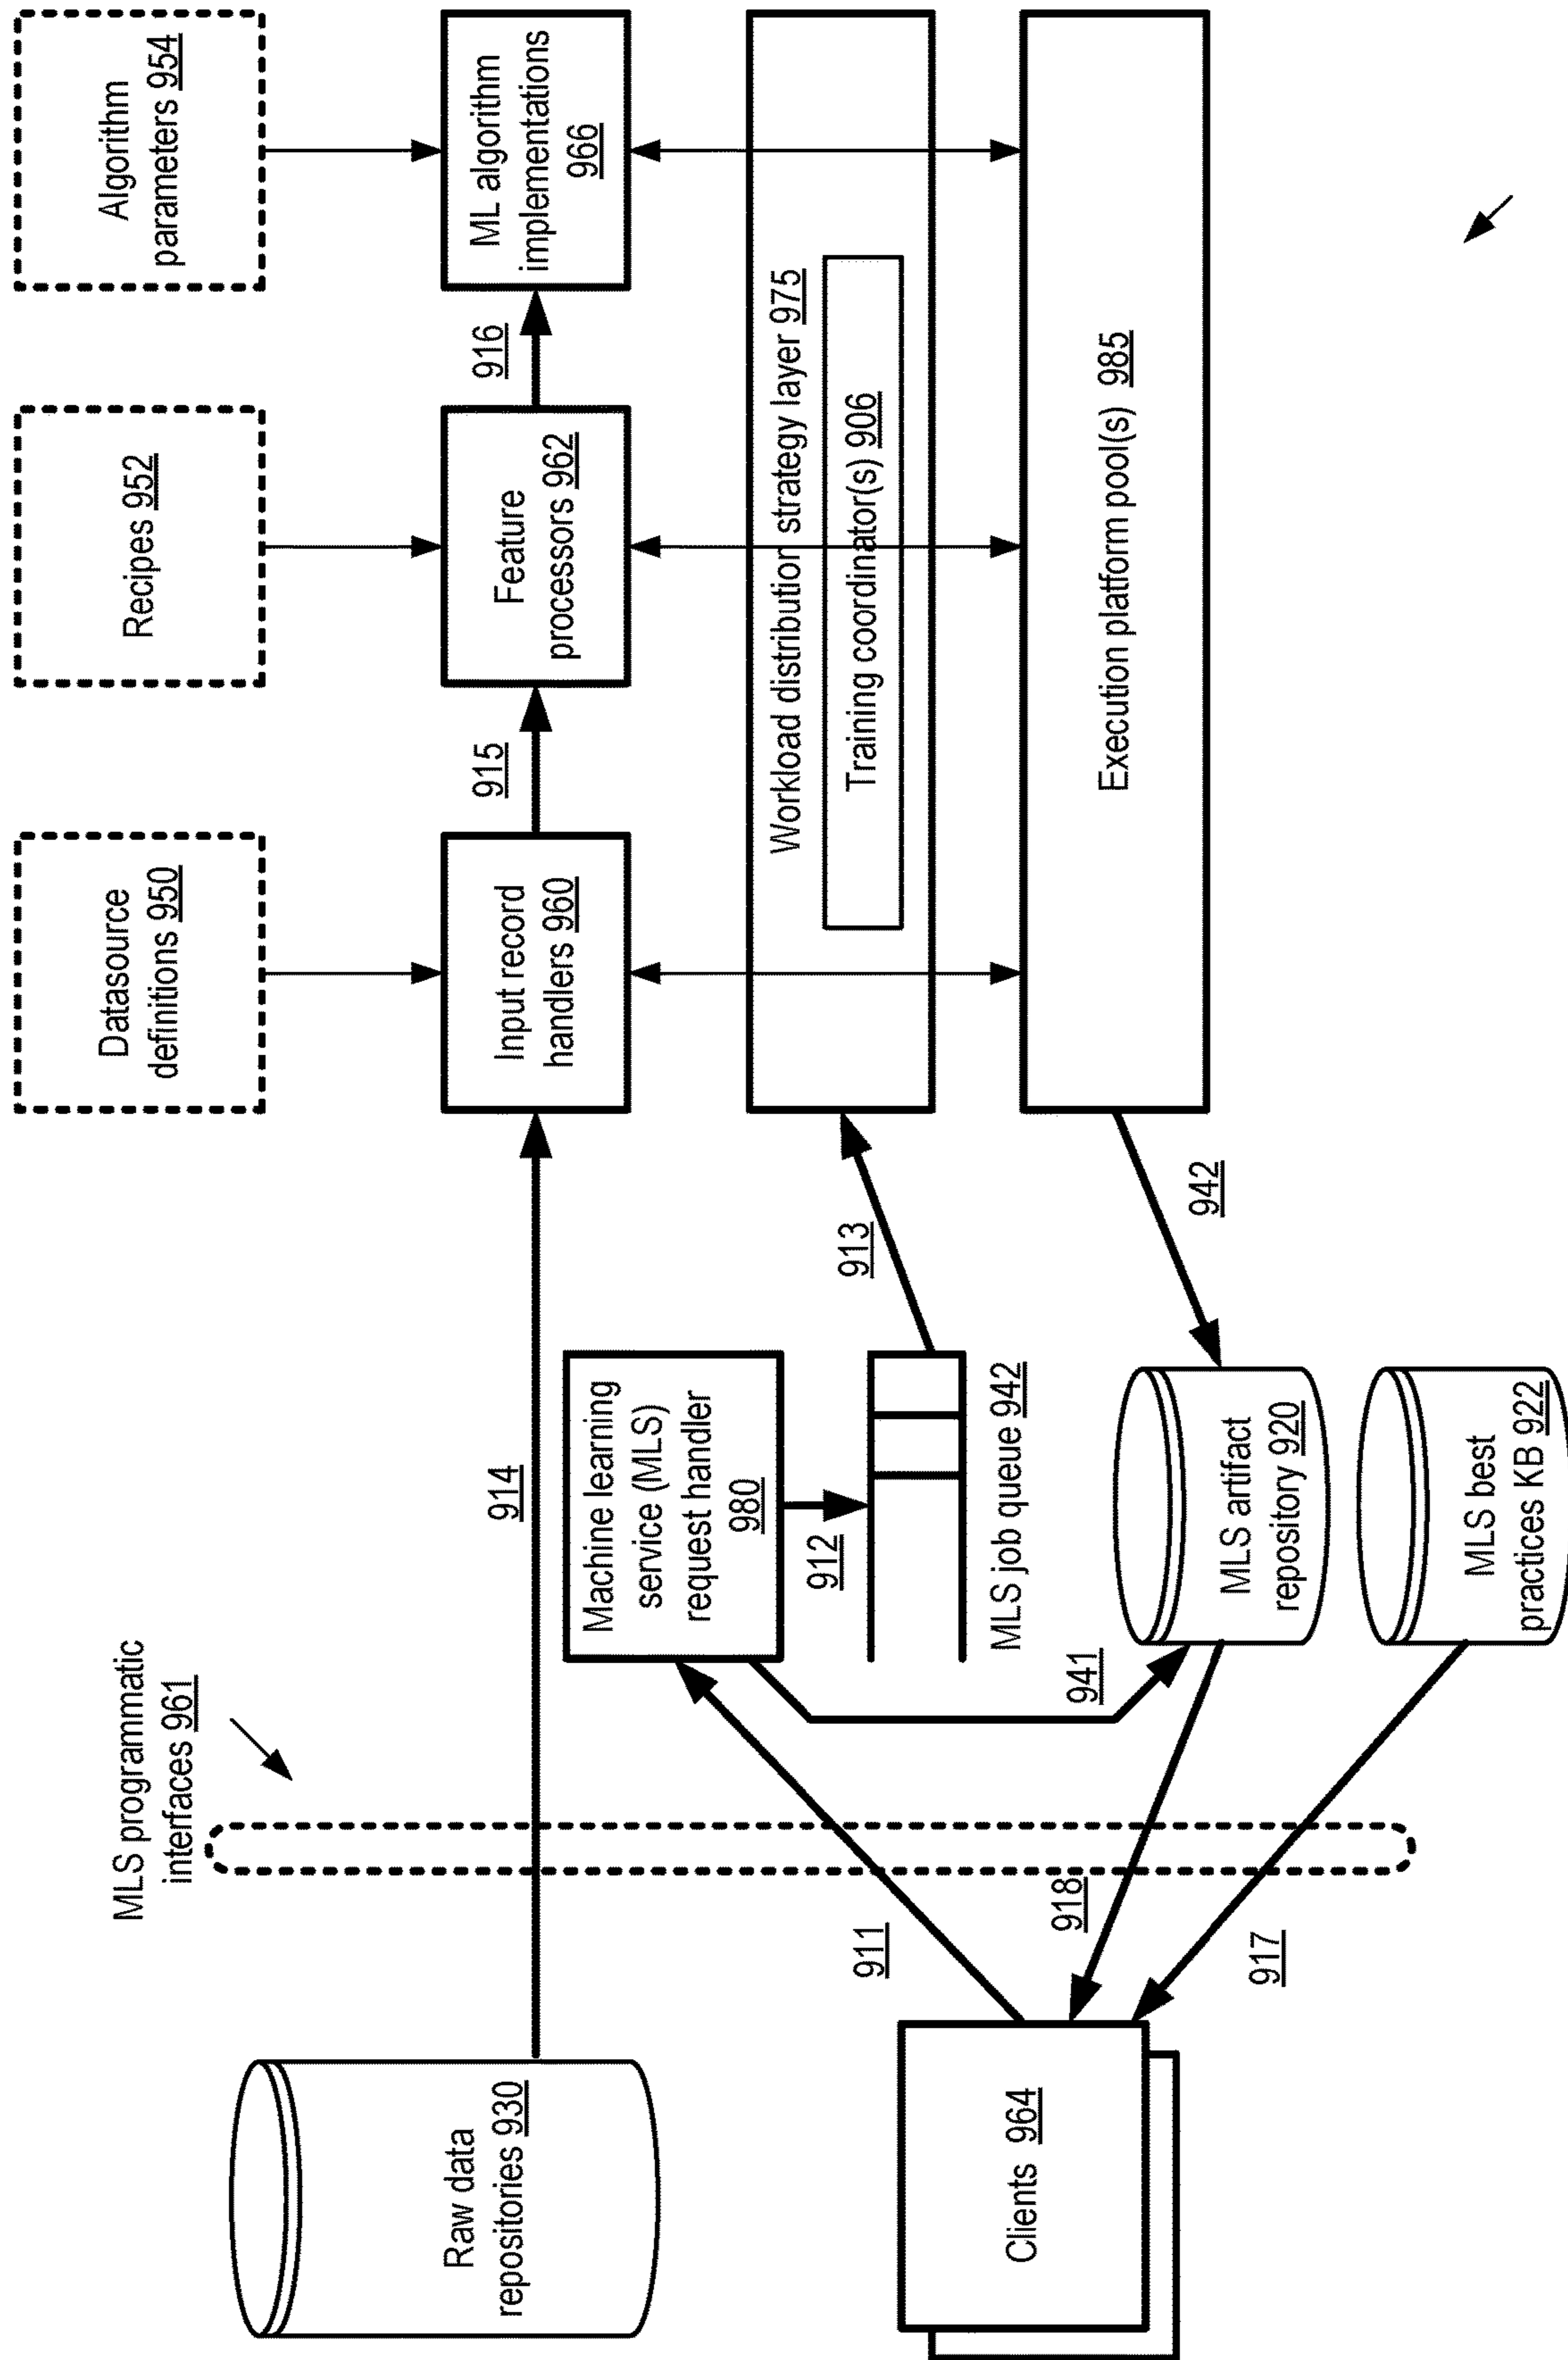 MLS programmatic
interfaces 961
Datasource
definitions 950
Recipes 952
Algorithm
parameters 954
Raw data
repositories 930
914
Input record
handlers 960
915
Feature
processors 962
916
ML algorithm
implementations
966
Machine learning
service (MLS)
request handler
980
911
912
913
MLS job queue 942
Workload distribution strategy layer 975
Training coordinator(s) 906
Clients 964
918
941
942
Execution platform pool(s) 985
MLS artifact
repository 920
917
MLS best
practices KB 922